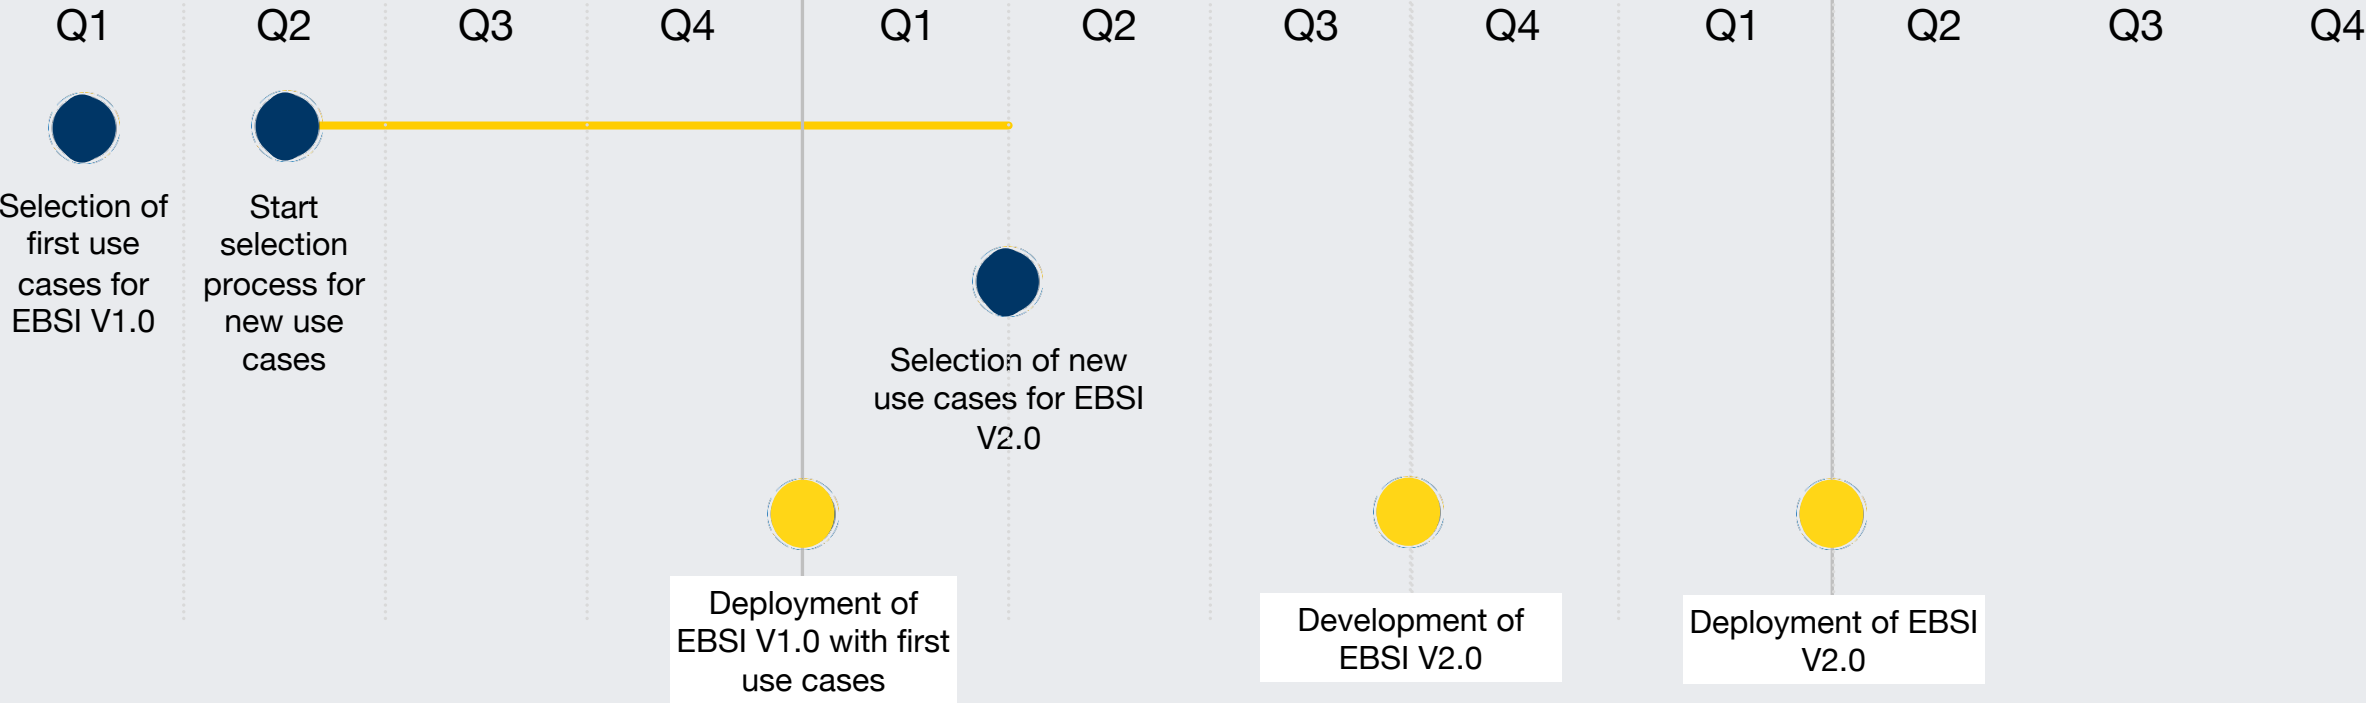 Q1 Q2 Q3 Q4 Q1 Q2 Q3 Q4 Q1 Q2 Q3 Q4
Selection of
first use
cases for
EBSI V1.0
Start
selection
process for
new use
cases
Selection of new
use cases for EBSI
V2.0
Deployment of
EBSI V1.0 with first
use cases
Development of
EBSI V2.0
Deployment of EBSI
V2.0